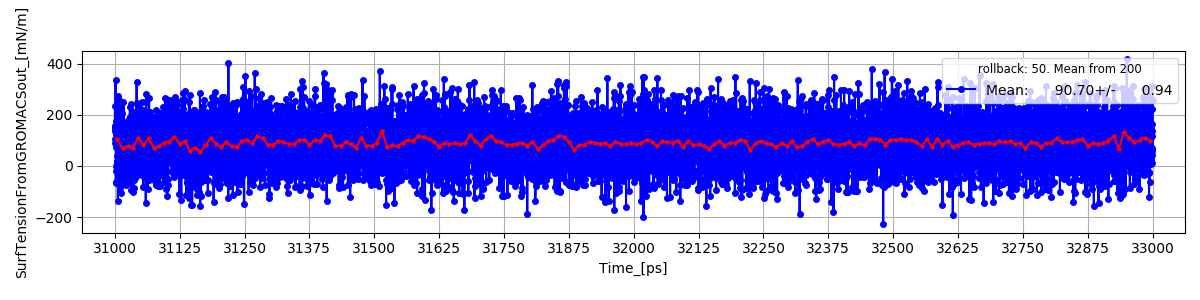 SurfTensionFromGROMACSout_[mN/m]
400
200
0
−200
rollback: 50. Mean from 200
Mean: 90.70+/- 0.94
31000 31125 31250 31375 31500 31625 31750 31875 32000 32125 32250 32375 32500 32625 32750 32875 33000
Time_[ps]